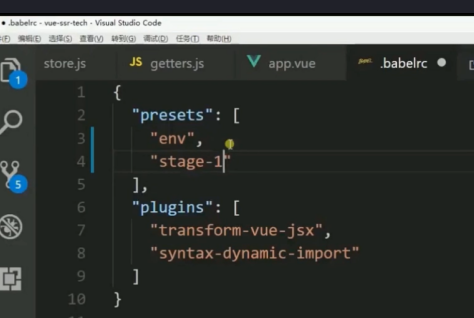 .babelrc - vue-ssr-tech - Visual Studio Code
编辑(E) 选择(S) 查看(V) 转到(G) 调试(D) 任务(T) 帮助(H)
store.js JS getters.js app.vue .babelrc
1 {
2 "presets": [
3 "env",
4 "stage-1"
5 ],
6 "plugins": [
7 "transform-vue-jsx",
8 "syntax-dynamic-import"
9 ]
10 }
1
5